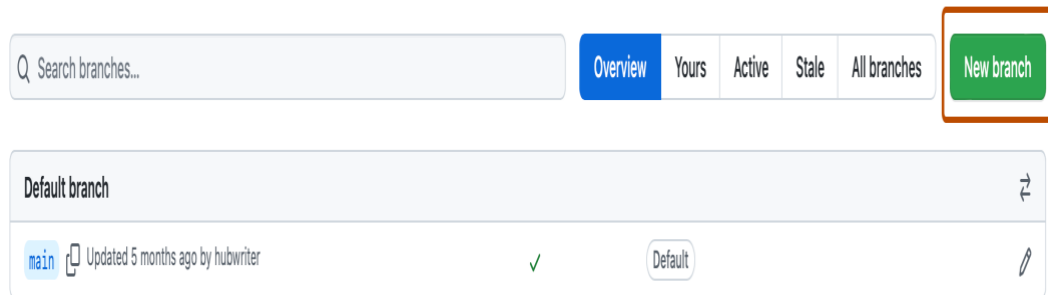 Search branches...
Overview Yours Active Stale All branches New branch
Default branch
main Updated 5 months ago by hubwriter Default